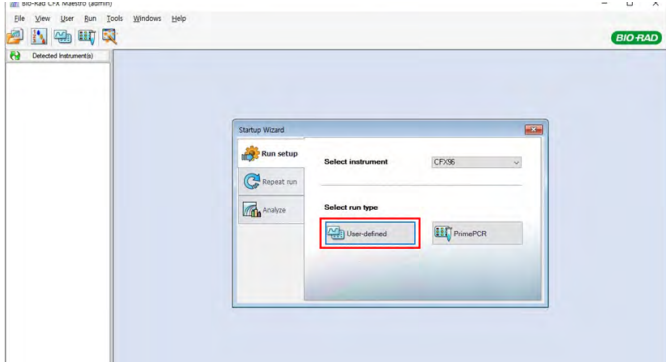 Bio-Rad CFX Maestro (admin)
File View User Run Tools Windows Help
BIO-RAD
Detected Instrument(s)
Startup Wizard
Run setup
Select instrument
CFX96
Repeat run
Analyze
Select run type
User-defined
PrimePCR